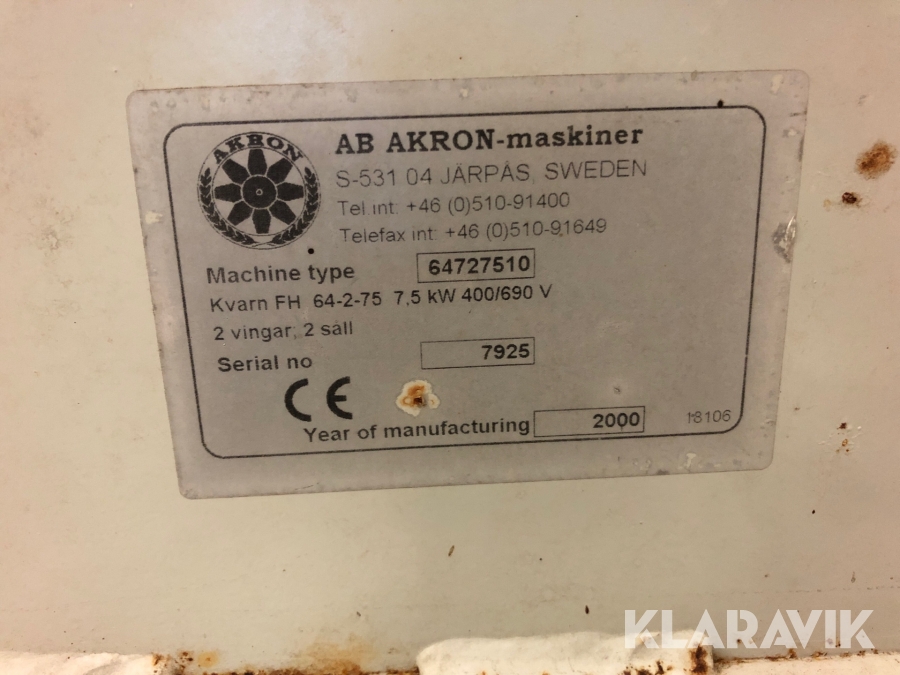 AKRON
AB AKRON-maskiner
S-531 04 JÄRPÅS, SWEDEN
Tel.int: +46 (0)510-91400
Telefax int: +46 (0)510-91649
Machine type 64727510
Kvarn FH 64-2-75 7,5 kW 400/690 V
2 vingar, 2 såll
Serial no 7925
CE
Year of manufacturing 2000
18106
KLARAVIK